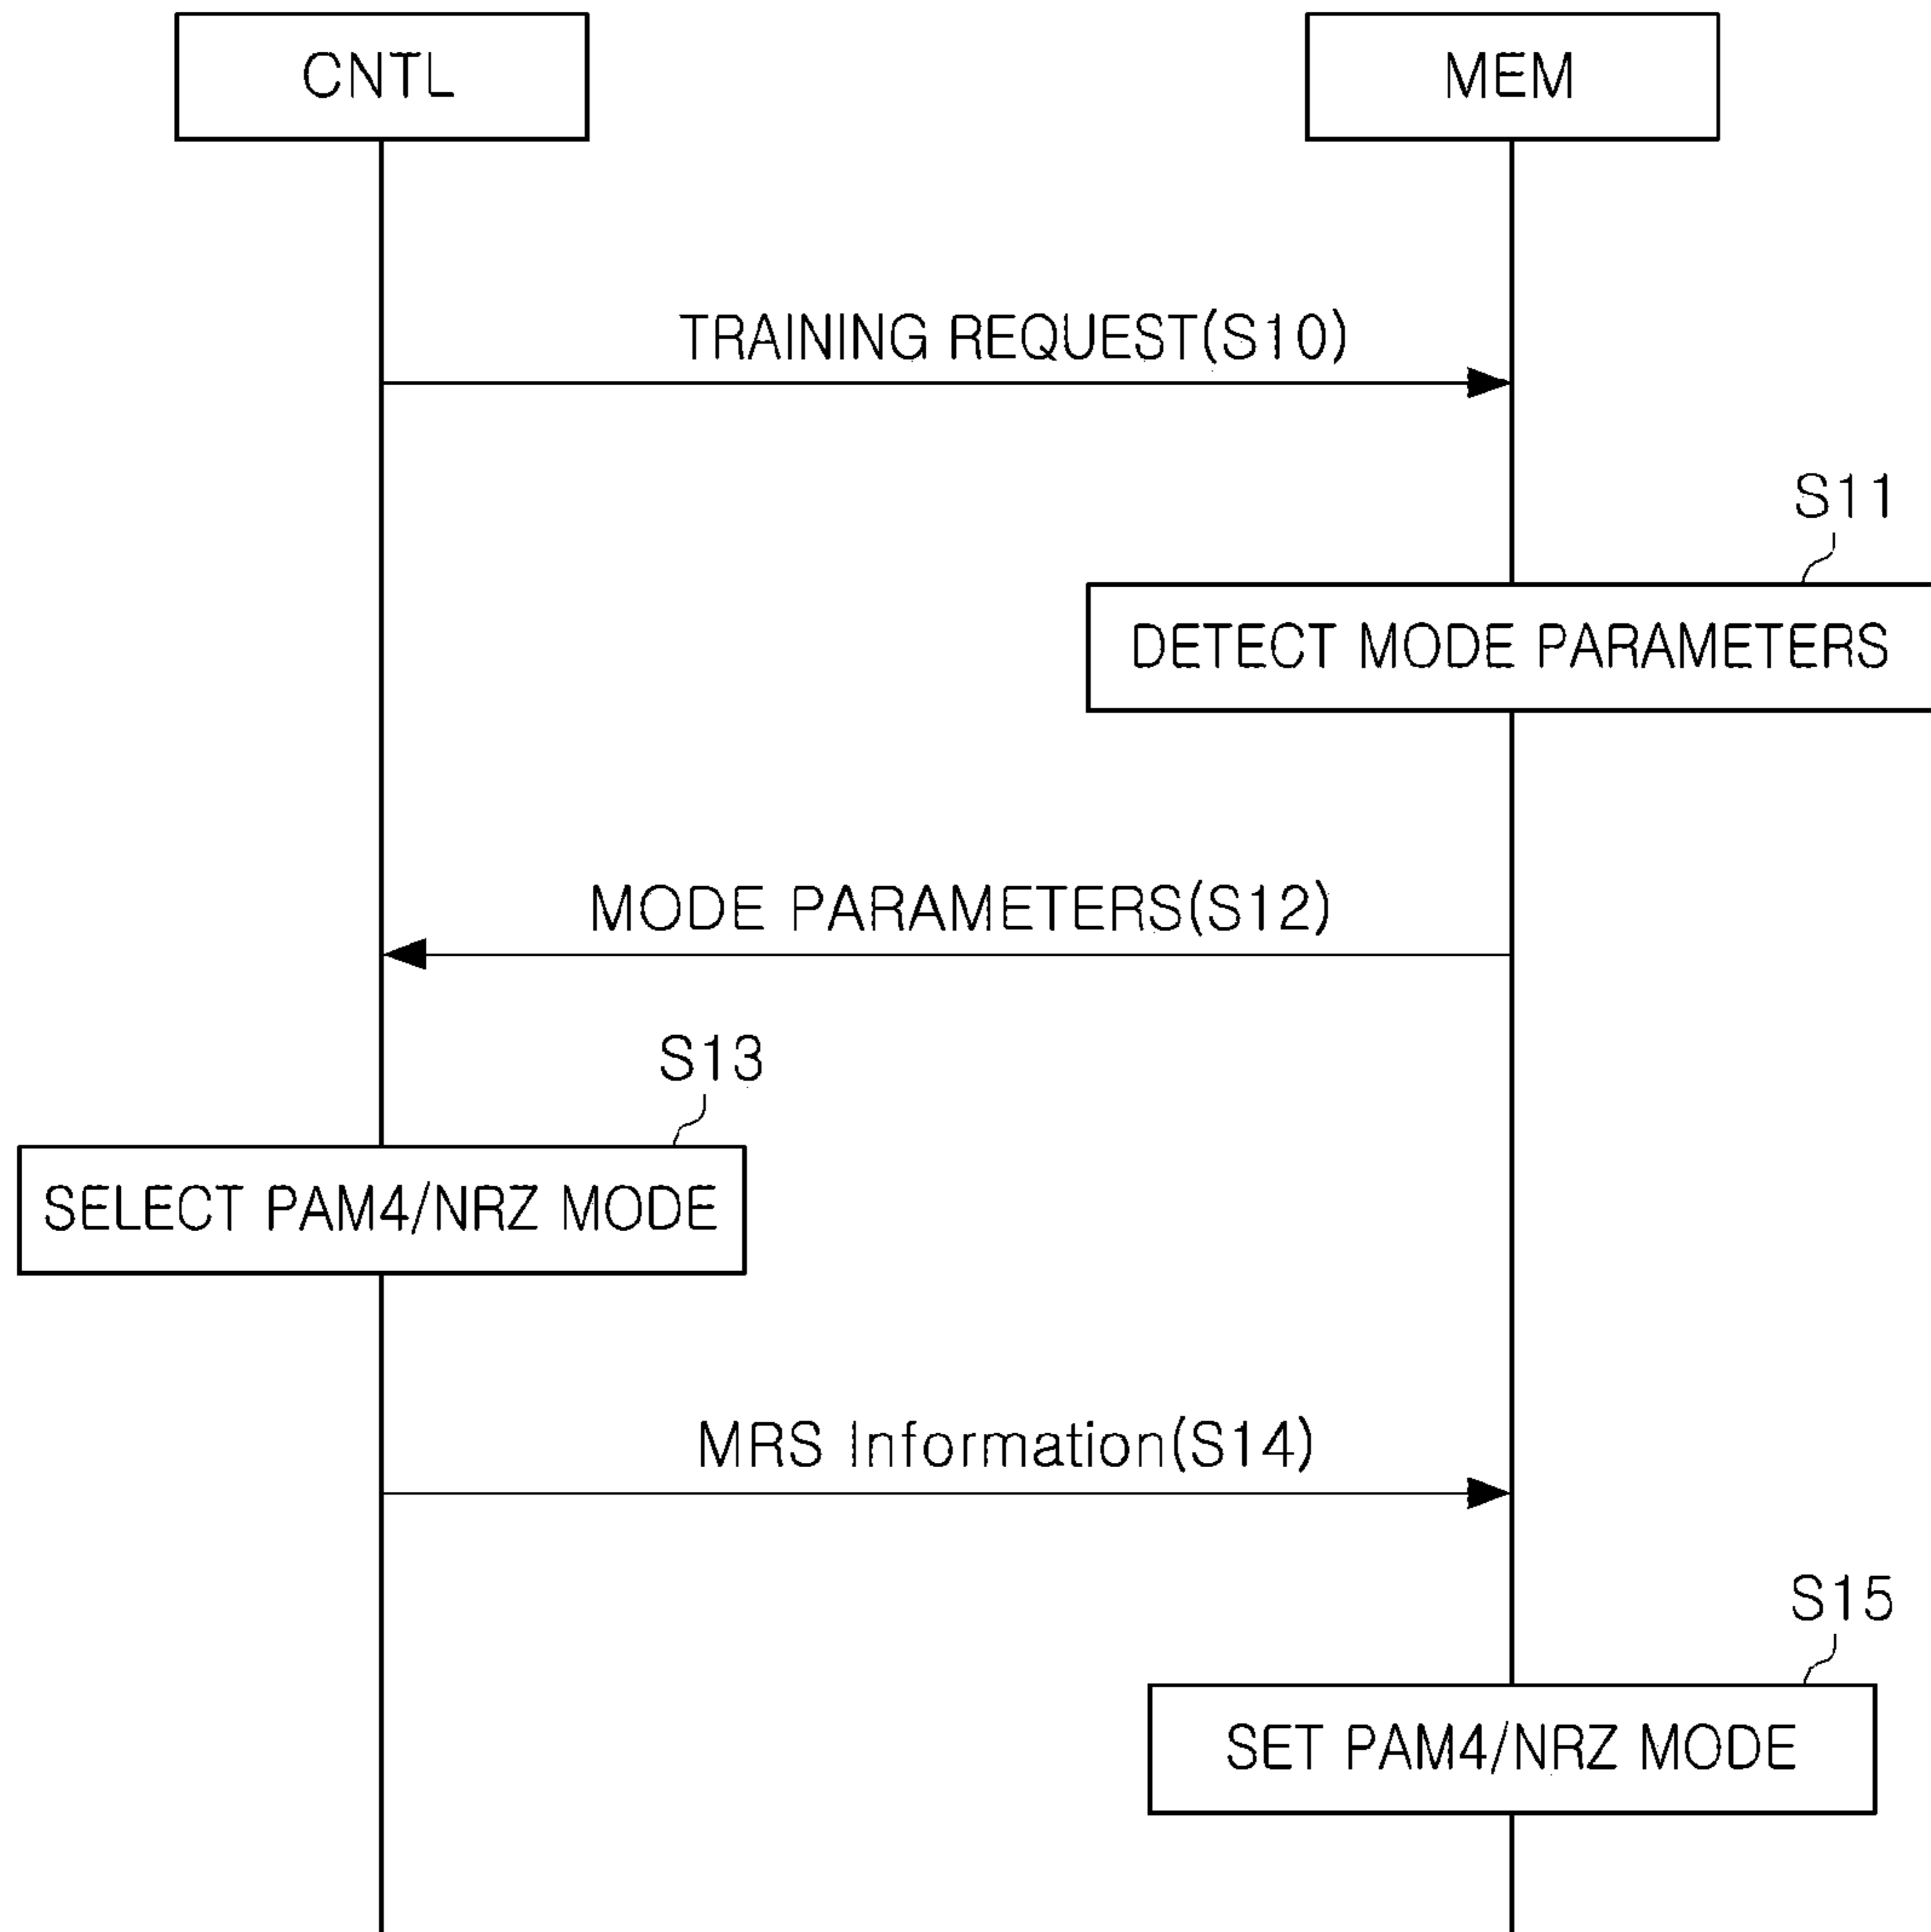 CNTL
MEM
TRAINING REQUEST(S10)
S11
DETECT MODE PARAMETERS
MODE PARAMETERS(S12)
S13
SELECT PAM4/NRZ MODE
MRS Information(S14)
S15
SET PAM4/NRZ MODE